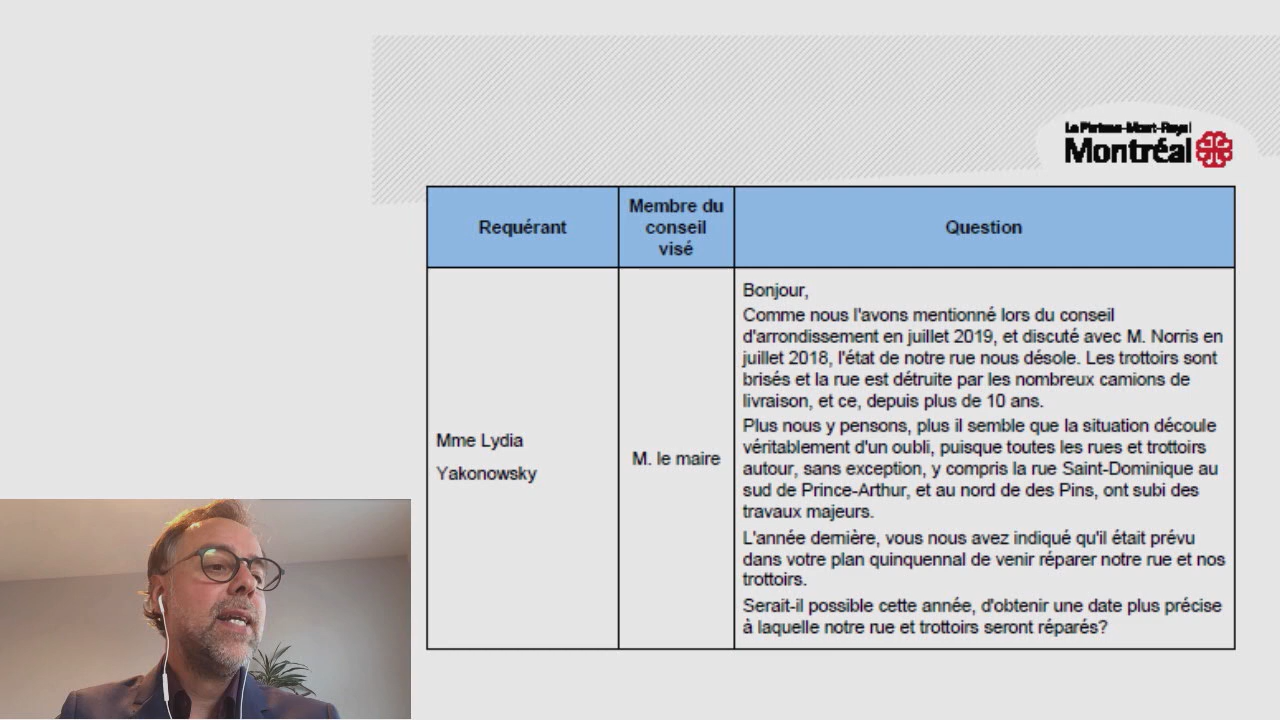 Le Plateau-Mont-Royal
Montréal
Requérant
Membre du
conseil
visé
Question
Mme Lydia
Yakonowsky
M. le maire
Bonjour,
Comme nous l'avons mentionné lors du conseil
d'arrondissement en juillet 2019, et discuté avec M. Norris en
juillet 2018, l'état de notre rue nous désole. Les trottoirs sont
brisés et la rue est détruite par les nombreux camions de
livraison, et ce, depuis plus de 10 ans.
Plus nous y pensons, plus il semble que la situation découle
véritablement d'un oubli, puisque toutes les rues et trottoirs
autour, sans exception, y compris la rue Saint-Dominique au
sud de Prince-Arthur, et au nord de des Pins, ont subi des
travaux majeurs.
L'année dernière, vous nous avez indiqué qu'il était prévu
dans votre plan quinquennal de venir réparer notre rue et nos
trottoirs.
Serait-il possible cette année, d'obtenir une date plus précise
à laquelle notre rue et trottoirs seront réparés?